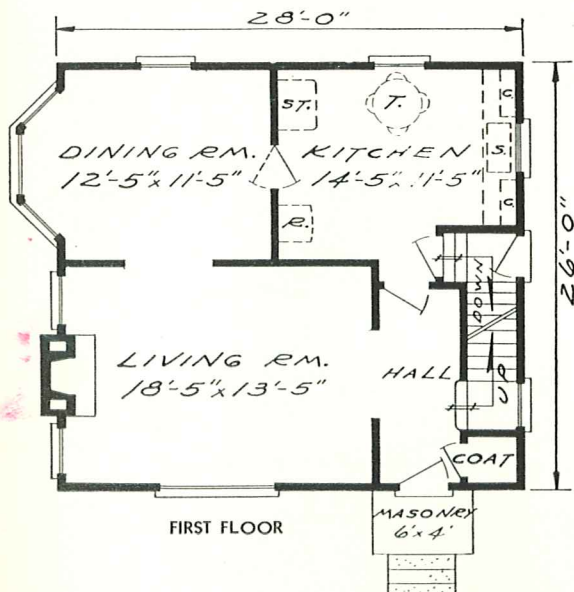 28'-0"
ST.
T.
C.
S.
DINING RM.
12'-5"x11'-5"
KITCHEN
14'-5"x11'-5"
R.
C.
26'-0"
DOWN
LIVING RM.
18'-5"x13'-5"
HALL
UP
COAT
MASONRY
6'x4'
FIRST FLOOR